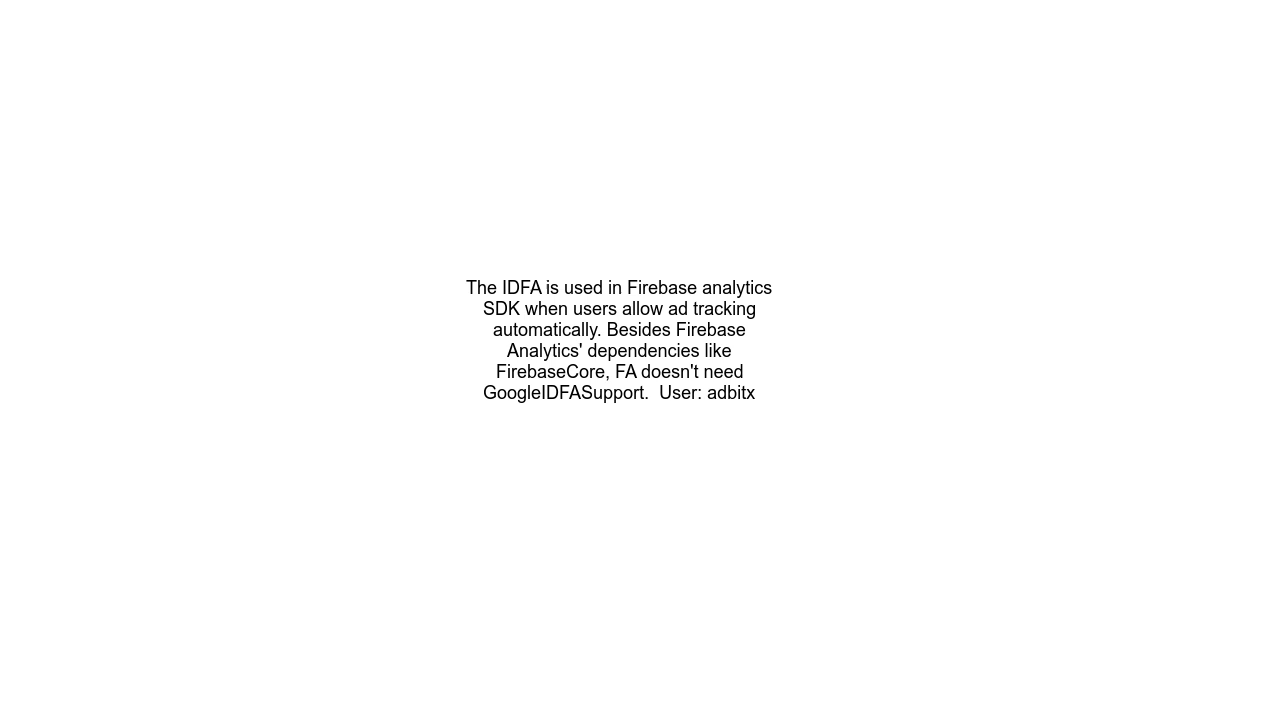 The IDFA is used in Firebase analytics
SDK when users allow ad tracking
automatically. Besides Firebase
Analytics' dependencies like
FirebaseCore, FA doesn't need
GoogleIDFASupport.  User: adbitx